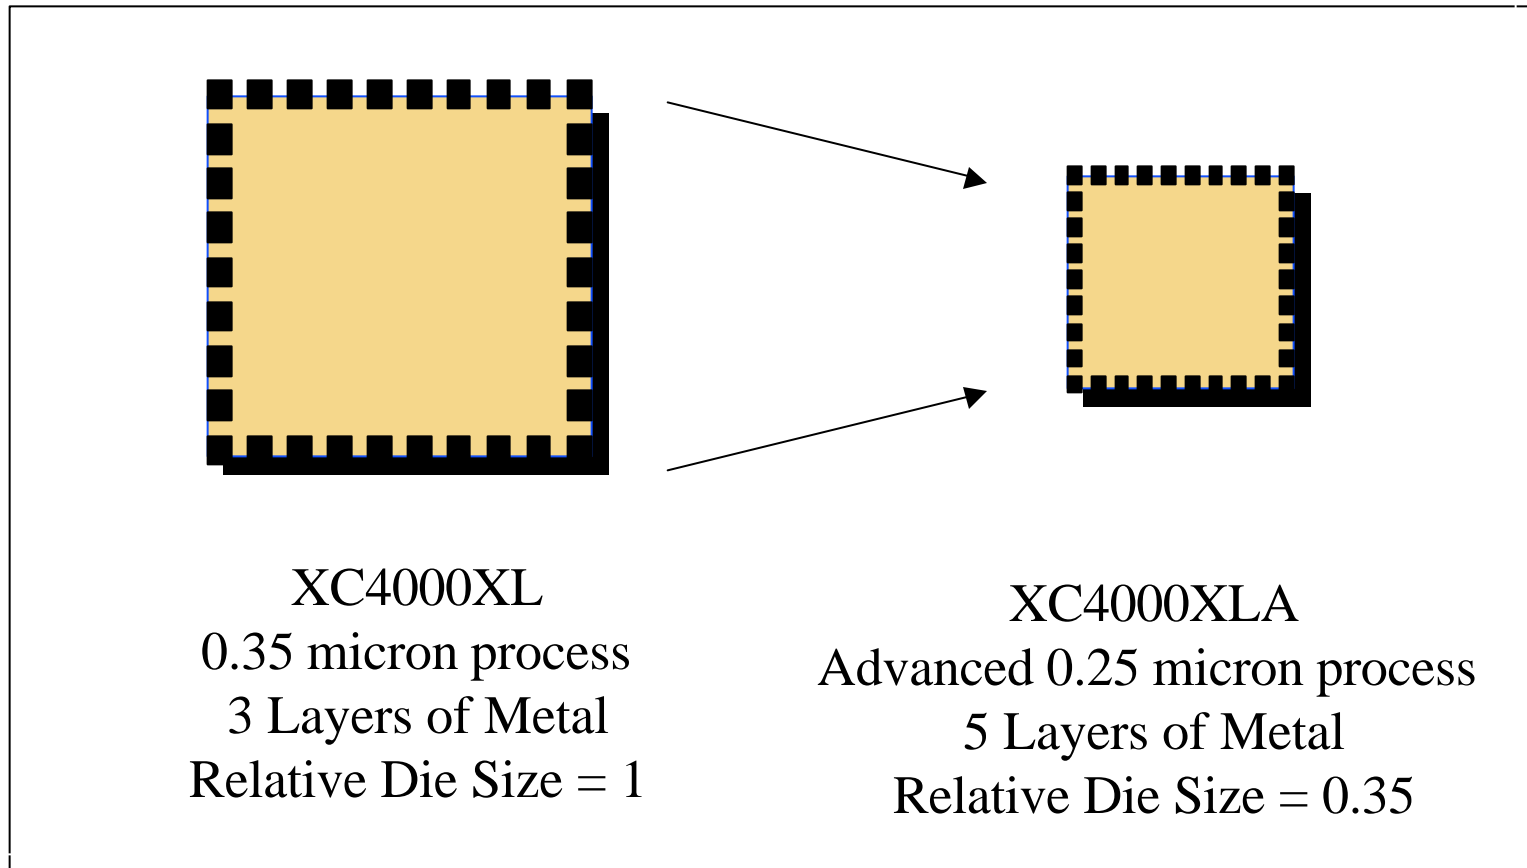 XC4000XL
0.35 micron process
3 Layers of Metal
Relative Die Size = 1
XC4000XLA
Advanced 0.25 micron process
5 Layers of Metal
Relative Die Size = 0.35